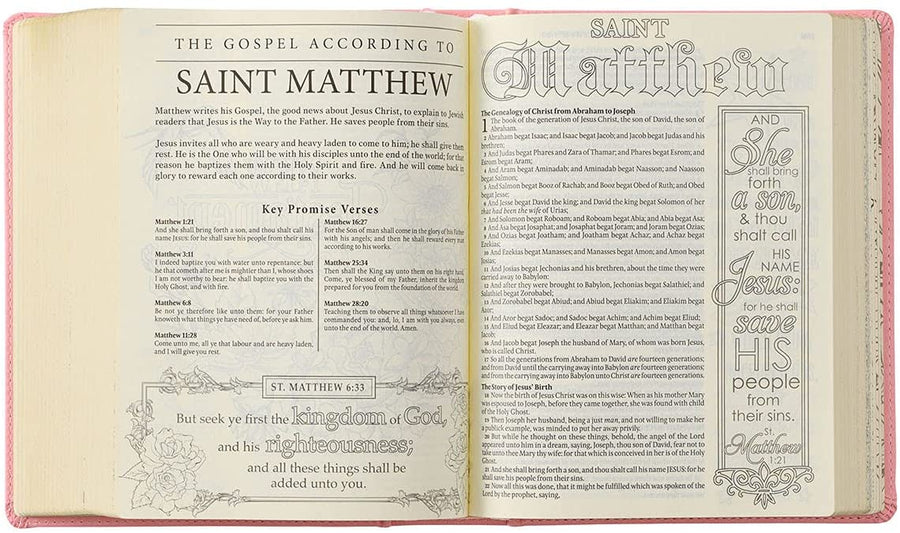 THE GOSPEL ACCORDING TO
SAINT MATTHEW
Matthew writes his Gospel, the good news about Jesus Christ, to explain to Jewish
readers that Jesus is the Way to the Father. He saves people from their sins.
Jesus invites all who are weary and heavy laden to come to him; he shall give them
rest. He is the One who will be with his disciples unto the end of the world; for that
reason he baptizes them with the Holy Spirit and fire. And he will come back in
glory to reward each one according to their works.
Key Promise Verses
Matthew 1:21
And she shall bring forth a son, and thou shalt call his
name JESUS: for he shall save his people from their sins.
Matthew 3:11
I indeed baptize you with water unto repentance: but
he that cometh after me is mightier than I, whose shoes
I am not worthy to bear: he shall baptize you with the
Holy Ghost, and with fire.
Matthew 6:8
Be not ye therefore like unto them: for your Father
knoweth what things ye have need of, before ye ask him.
Matthew 11:28
Come unto me, all ye that labour and are heavy laden,
and I will give you rest.
Matthew 16:27
For the Son of man shall come in the glory of his Father
with his angels; and then he shall reward every man
according to his works.
Matthew 25:34
Then shall the King say unto them on his right hand,
Come, ye blessed of my Father, inherit the kingdom
prepared for you from the foundation of the world.
Matthew 28:20
Teaching them to observe all things whatsoever I have
commanded you: and, lo, I am with you alway, even
unto the end of the world. Amen.
ST. MATTHEW 6:33
But seek ye first the kingdom of God,
and his righteousness;
and all these things shall be
added unto you.
SAINT
Matthew
The Genealogy of Christ from Abraham to Joseph
1 The book of the generation of Jesus Christ, the son of David, the son of
Abraham.
2 Abraham begat Isaac; and Isaac begat Jacob; and Jacob begat Judas and his
brethren;
3 And Judas begat Phares and Zara of Thamar; and Phares begat Esrom; and
Esrom begat Aram;
4 And Aram begat Aminadab; and Aminadab begat Naasson; and Naasson
begat Salmon;
5 And Salmon begat Booz of Rachab; and Booz begat Obed of Ruth; and Obed
begat Jesse;
6 And Jesse begat David the king; and David the king begat Solomon of her
that had been the wife of Urias;
7 And Solomon begat Roboam; and Roboam begat Abia; and Abia begat Asa;
8 And Asa begat Josaphat; and Josaphat begat Joram; and Joram begat Ozias;
9 And Ozias begat Joatham; and Joatham begat Achaz; and Achaz begat
Ezekias;
10 And Ezekias begat Manasses; and Manasses begat Amon; and Amon begat
Josias;
11 And Josias begat Jechonias and his brethren, about the time they were
carried away to Babylon:
12 And after they were brought to Babylon, Jechonias begat Salathiel; and
Salathiel begat Zorobabel;
13 And Zorobabel begat Abiud; and Abiud begat Eliakim; and Eliakim begat
Azor;
14 And Azor begat Sadoc; and Sadoc begat Achim; and Achim begat Eliud;
15 And Eliud begat Eleazar; and Eleazar begat Matthan; and Matthan begat
Jacob;
16 And Jacob begat Joseph the husband of Mary, of whom was born Jesus,
who is called Christ.
17 So all the generations from Abraham to David are fourteen generations;
and from David until the carrying away into Babylon are fourteen generations;
and from the carrying away into Babylon unto Christ are fourteen generations.
The Story of Jesus' Birth
18 Now the birth of Jesus Christ was on this wise: When as his mother Mary
was espoused to Joseph, before they came together, she was found with child
of the Holy Ghost.
19 Then Joseph her husband, being a just man, and not willing to make her
a publick example, was minded to put her away privily.
20 But while he thought on these things, behold, the angel of the Lord
appeared unto him in a dream, saying, Joseph, thou son of David, fear not to
take unto thee Mary thy wife: for that which is conceived in her is of the Holy
Ghost.
21 And she shall bring forth a son, and thou shalt call his name JESUS: for he
shall save his people from their sins.
22 Now all this was done, that it might be fulfilled which was spoken of the
Lord by the prophet, saying,
AND
She
shall bring
forth
a son,
& thou
shalt call
HIS
NAME
Jesus:
for he shall
save
HIS
people
from
their sins.
St.
Matthew
1:21